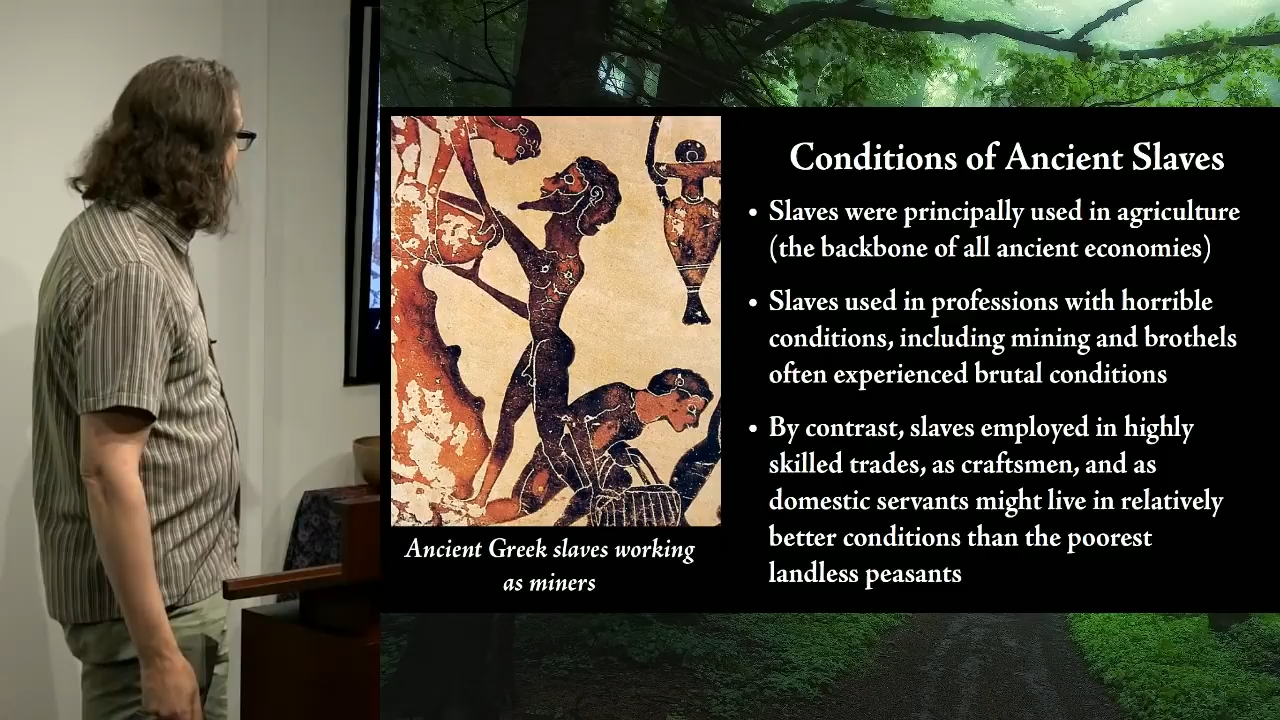 Conditions of Ancient Slaves
• Slaves were principally used in agriculture
(the backbone of all ancient economies)
• Slaves used in professions with horrible
conditions, including mining and brothels
often experienced brutal conditions
• By contrast, slaves employed in highly
skilled trades, as craftsmen, and as
domestic servants might live in relatively
better conditions than the poorest
landless peasants
Ancient Greek slaves working
as miners